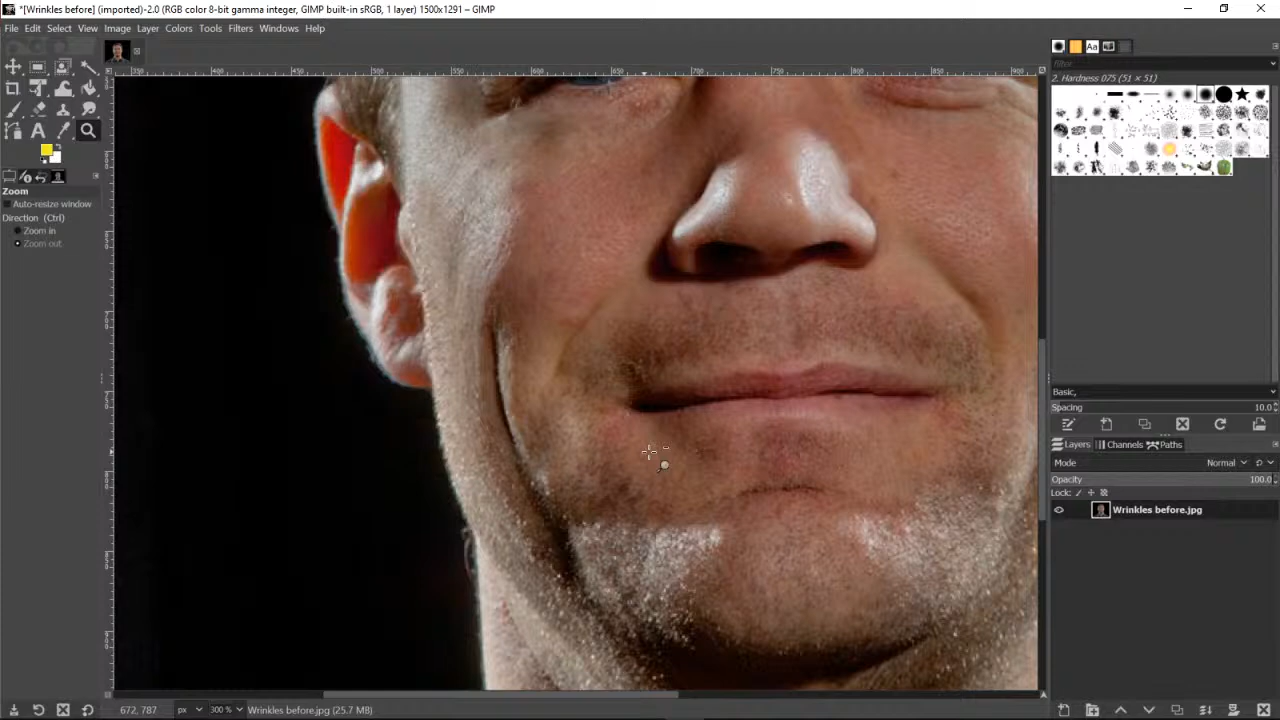 *[Wrinkles before] (imported)-2.0 (RGB color 8-bit gamma integer, GIMP built-in sRGB, 1 layer) 1500x1291 – GIMP
File Edit Select View Image Layer Colors Tools Filters Windows Help
filter
2. Hardness 075 (51 × 51)
Zoom
Auto-resize window
Direction (Ctrl)
Zoom in
Zoom out
Basic,
Spacing 10.0
Layers Channels Paths
Mode Normal
Opacity 100.0
Lock:
Wrinkles before.jpg
672, 787 px 300 % Wrinkles before.jpg (25.7 MB)